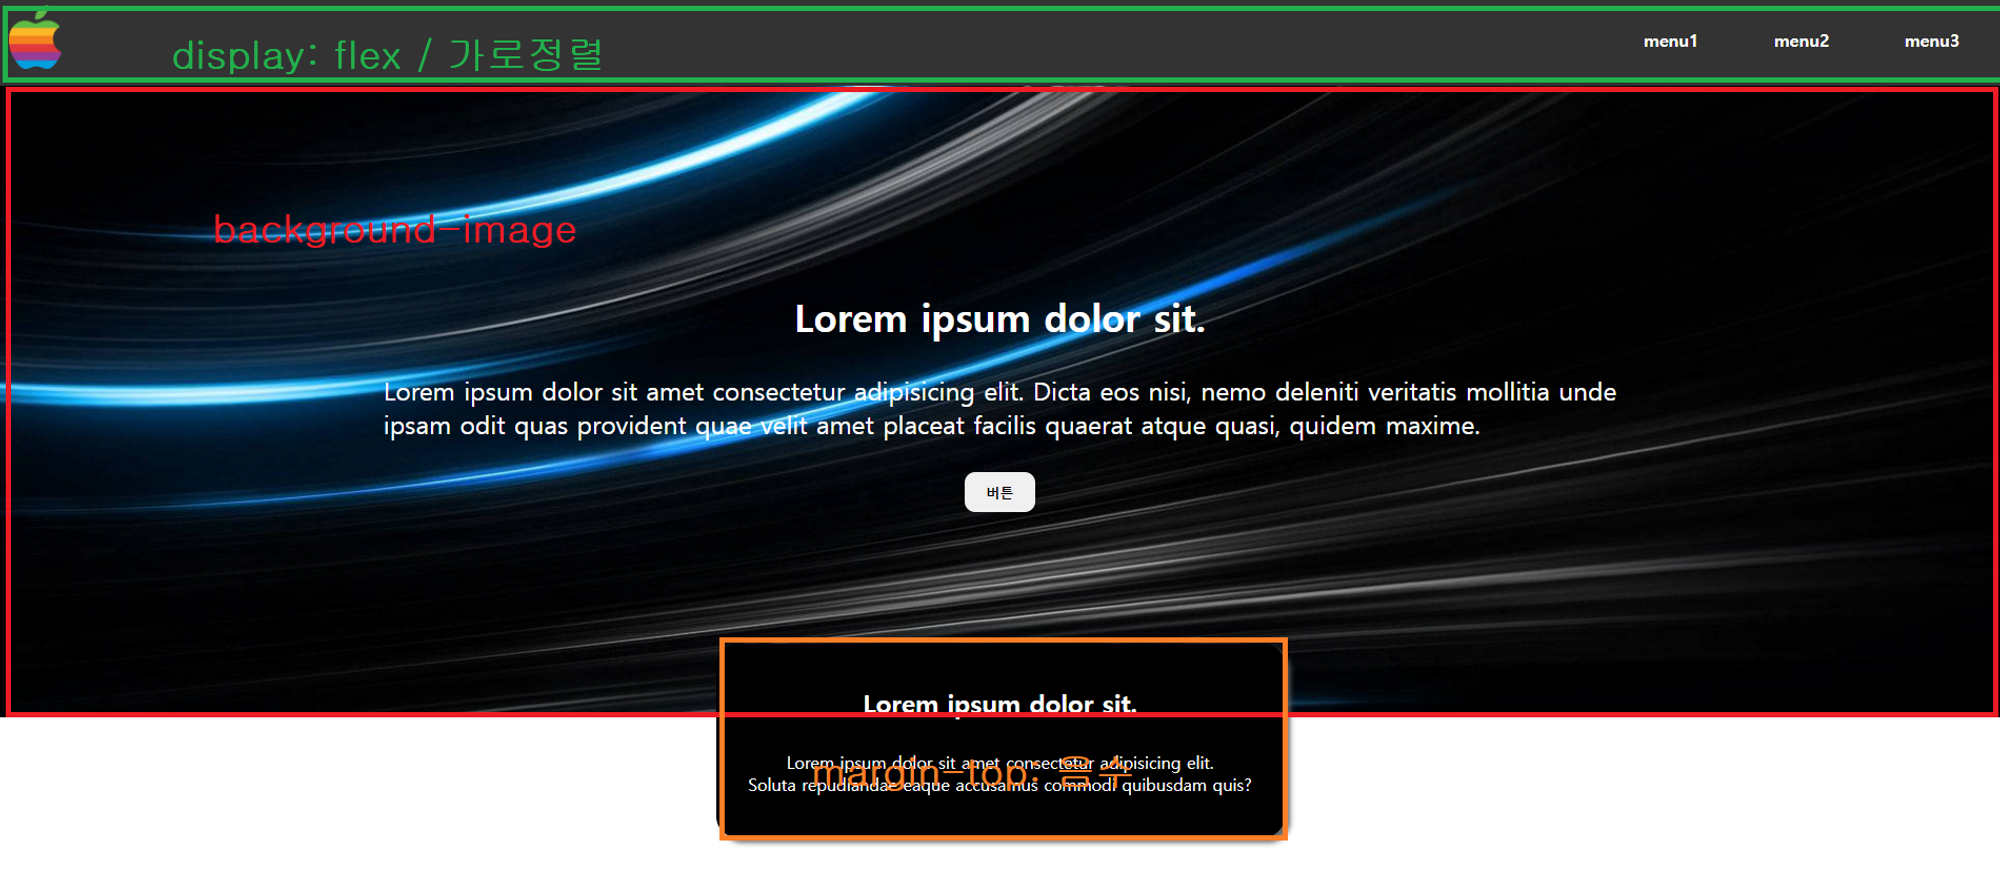 display: flex / 가로정렬
menu1 menu2 menu3
background-image
Lorem ipsum dolor sit.
Lorem ipsum dolor sit amet consectetur adipisicing elit. Dicta eos nisi, nemo deleniti veritatis mollitia unde
ipsam odit quas provident quae velit amet placeat facilis quaerat atque quasi, quidem maxime.
버튼
Lorem ipsum dolor sit.
Lorem ipsum dolor sit amet consectetur adipisicing elit.
margin-top: 음수
Soluta repudiandae eaque accusamus commodi quibusdam quis?